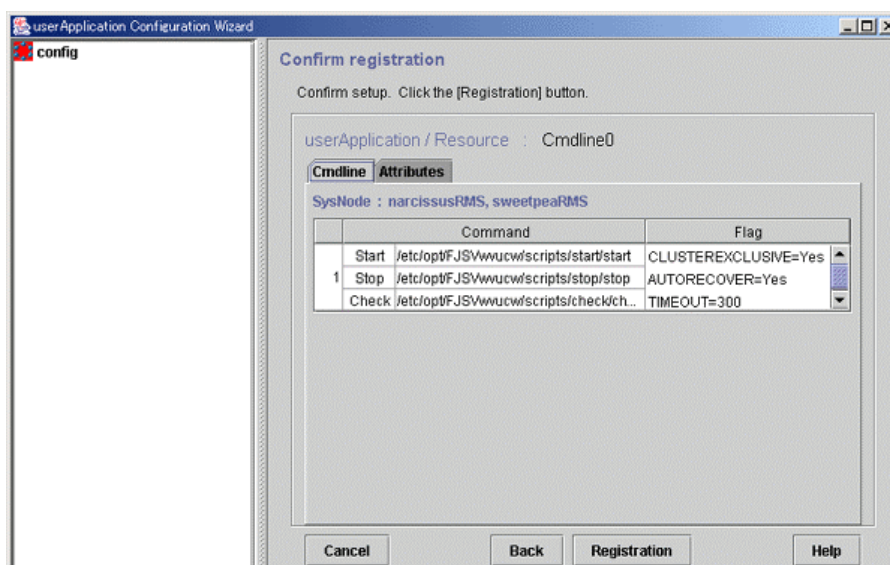 userApplication Configuration Wizard
config
Confirm registration
Confirm setup. Click the [Registration] button.
userApplication / Resource : Cmdline0
Cmdline Attributes
SysNode : narcissusRMS, sweetpeaRMS
Command Flag
Start /etc/opt/FJSVwvucw/scripts/start/start CLUSTEREXCLUSIVE=Yes
1 Stop /etc/opt/FJSVwvucw/scripts/stop/stop AUTORECOVER=Yes
Check /etc/opt/FJSVwvucw/scripts/check/ch... TIMEOUT=300
Cancel Back Registration Help